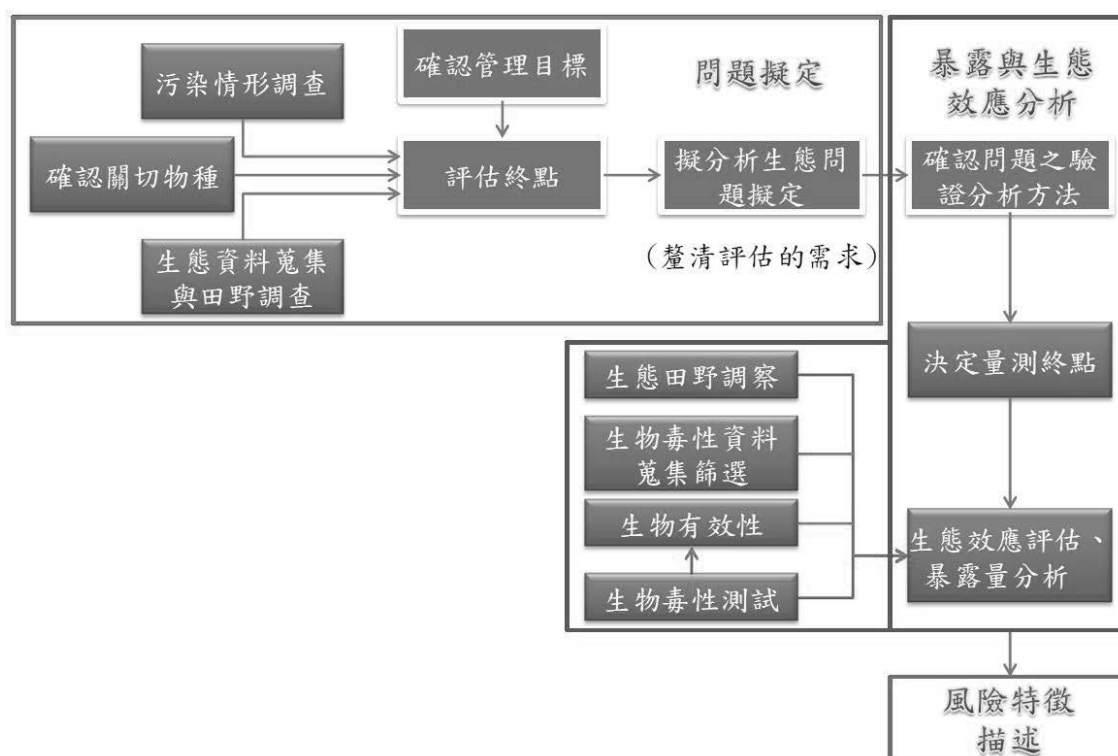 污染情形調查
確認管理目標
問題擬定
暴露與生態
效應分析
確認關切物種
評估終點
擬分析生態問
題擬定
確認問題之驗
證分析方法
生態資料蒐集
與田野調查
(釐清評估的需求)
決定量測終點
生態田野調察
生物毒性資料
蒐集篩選
生物有效性
生物毒性測試
生態效應評估、
暴露量分析
風險特徵
描述